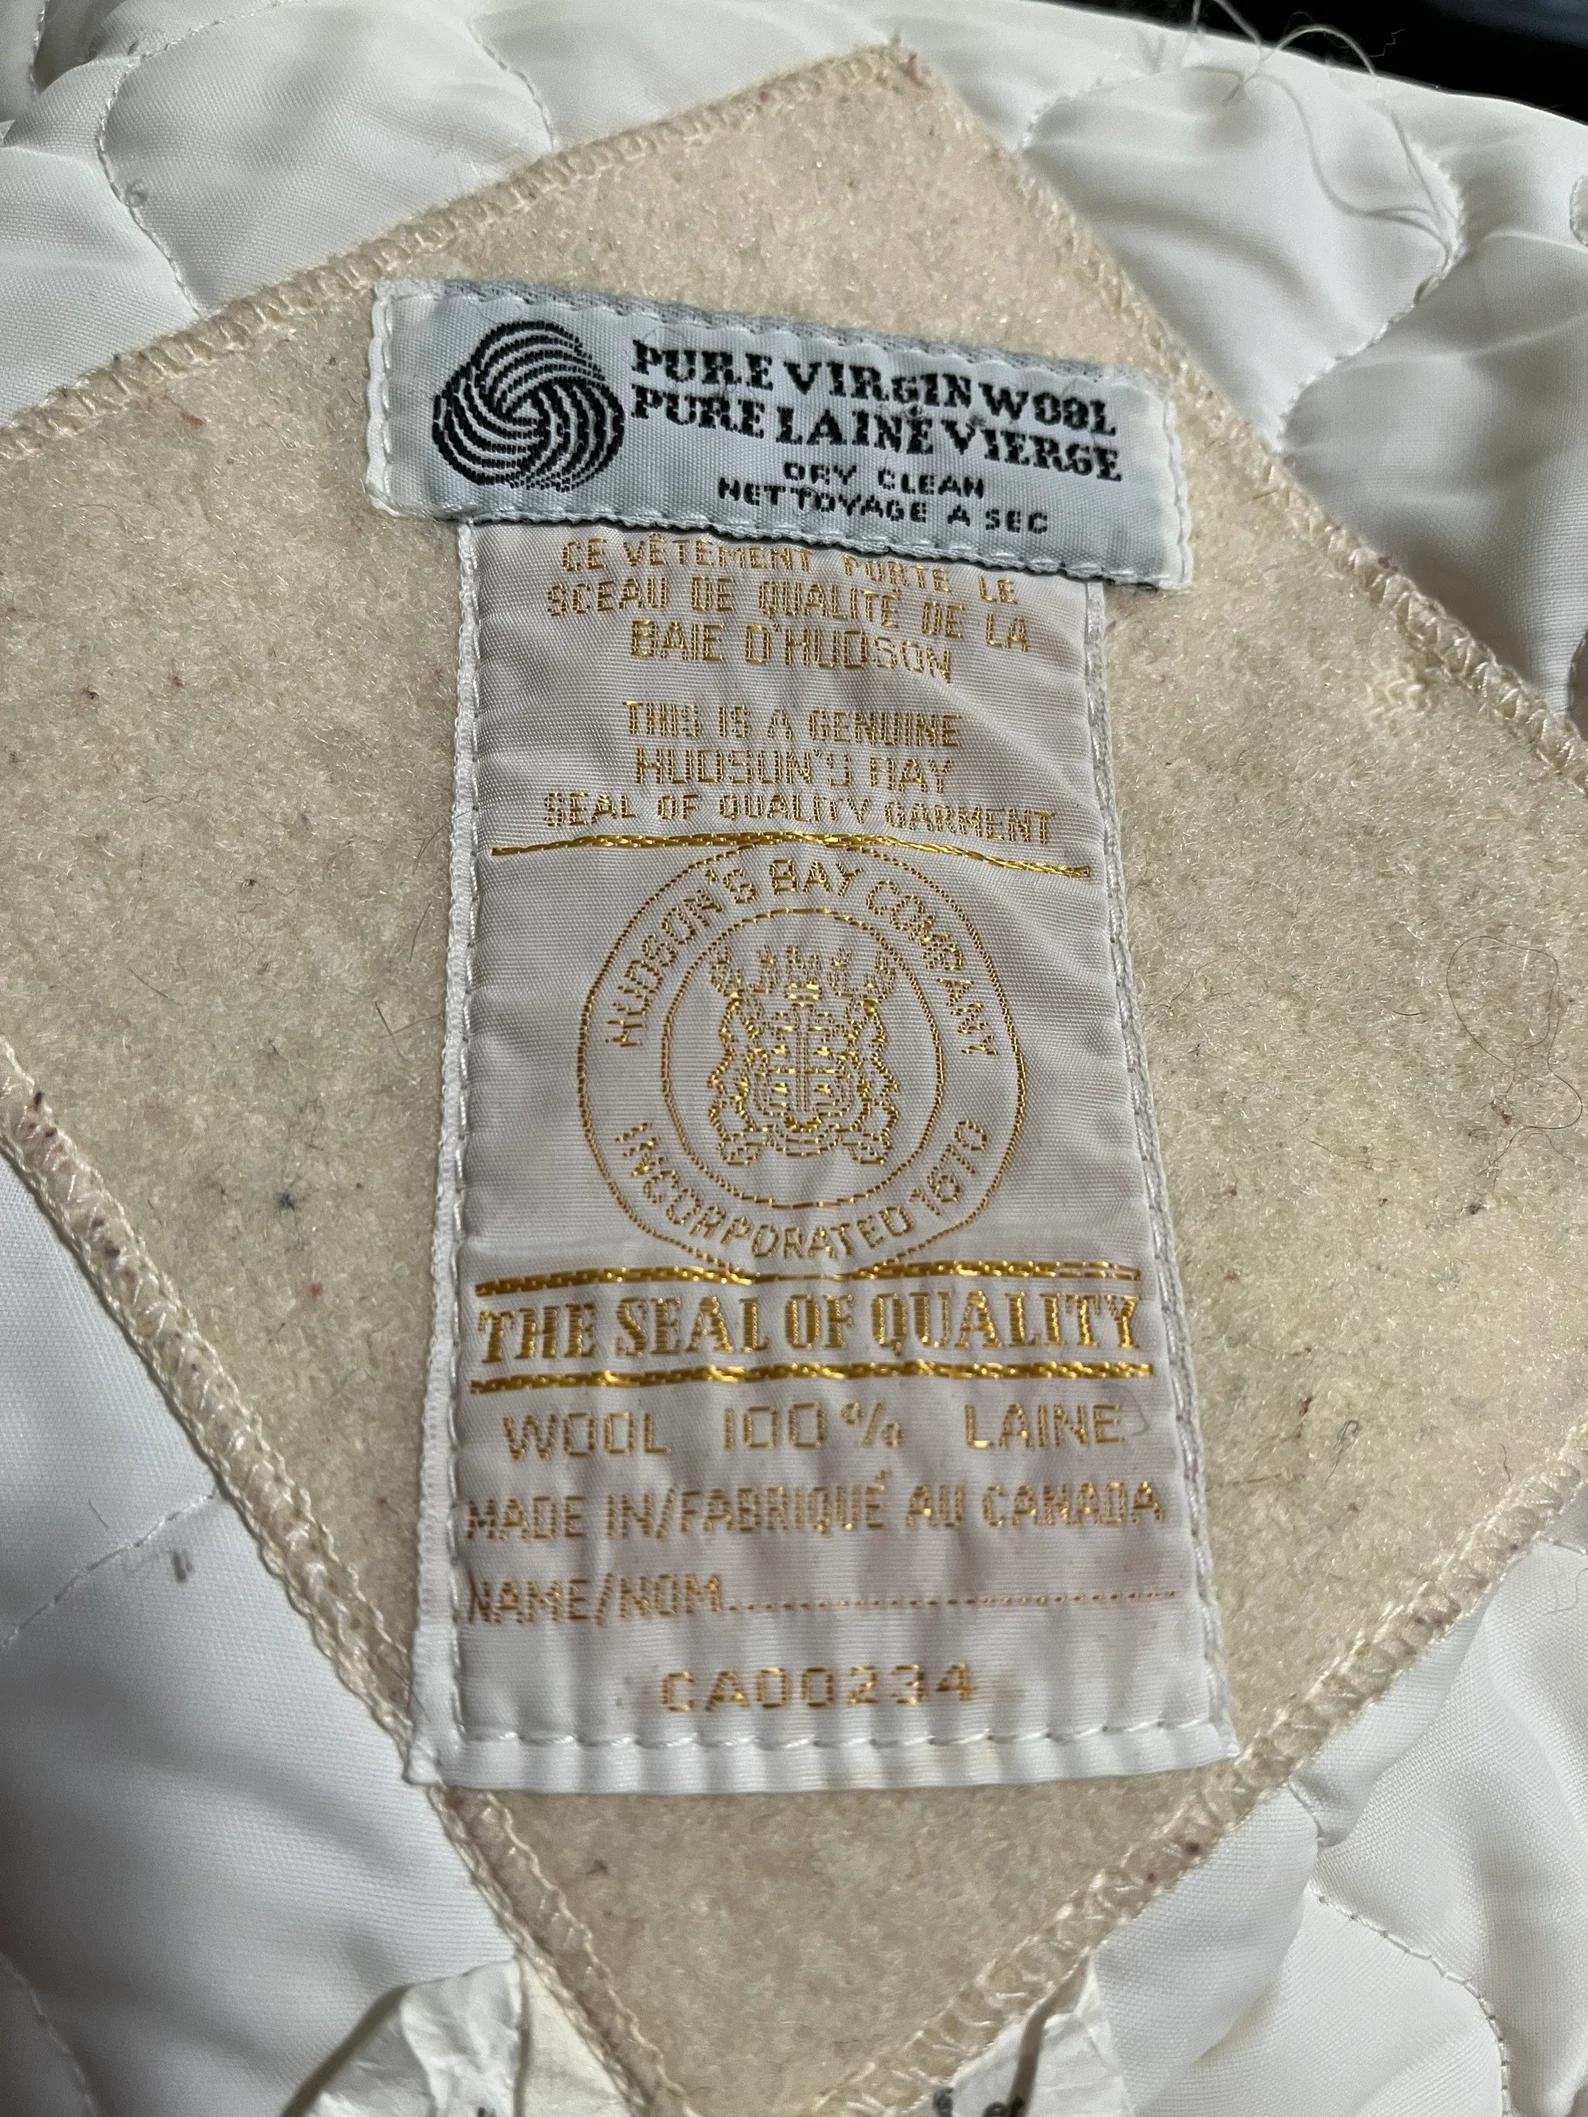 PURE VIRGIN WOOL
PURE LAINE VIERGE
DRY CLEAN
NETTOYAGE A SEC
CE VÊTEMENT PORTE LE
SCEAU DE QUALITÉ DE LA
BAIE D'HUDSON
THIS IS A GENUINE
HUDSON'S BAY
SEAL OF QUALITY GARMENT
HUDSON'S BAY COMPANY
INCORPORATED 1670
THE SEAL OF QUALITY
WOOL 100% LAINE
MADE IN/FABRIQUÉ AU CANADA
NAME/NOM
CA00234